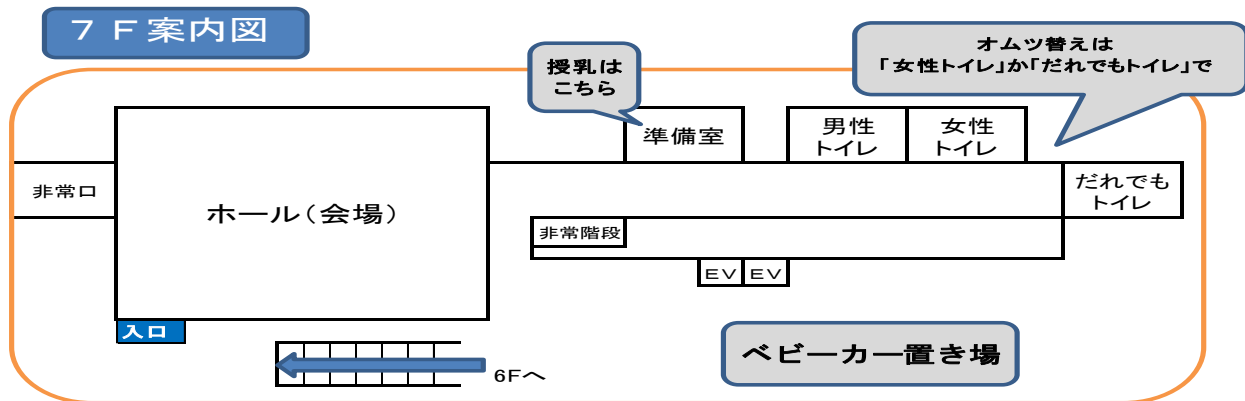 ７Ｆ案内図
授乳は
こちら
オムツ替えは
「女性トイレ」か「だれでもトイレ」で
準備室
男性
トイレ
女性
トイレ
非常口
だれでも
トイレ
ホール（会場）
非常階段
ＥＶ
ＥＶ
入口
ベビーカー置き場
6Fへ